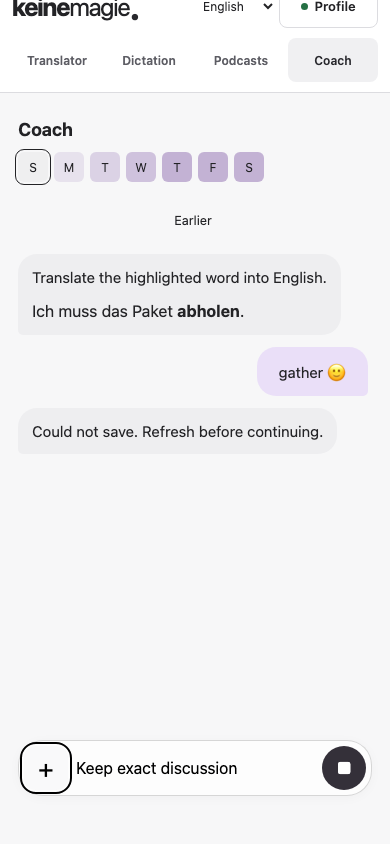 keinemagie.
English
Profile
Translator
Dictation
Podcasts
Coach
Coach
S M T W T F S
Earlier
Translate the highlighted word into English.
Ich muss das Paket abholen.
gather 🙂
Could not save. Refresh before continuing.
+ Keep exact discussion